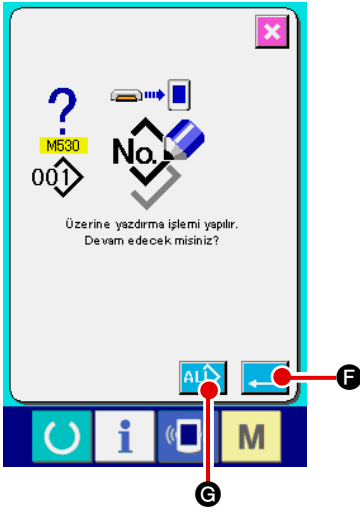 ?
M530
001
No.
Üzerine yazdırma işlemi yapılır.
Devam edecek misiniz?
ALL
F
i
M
G